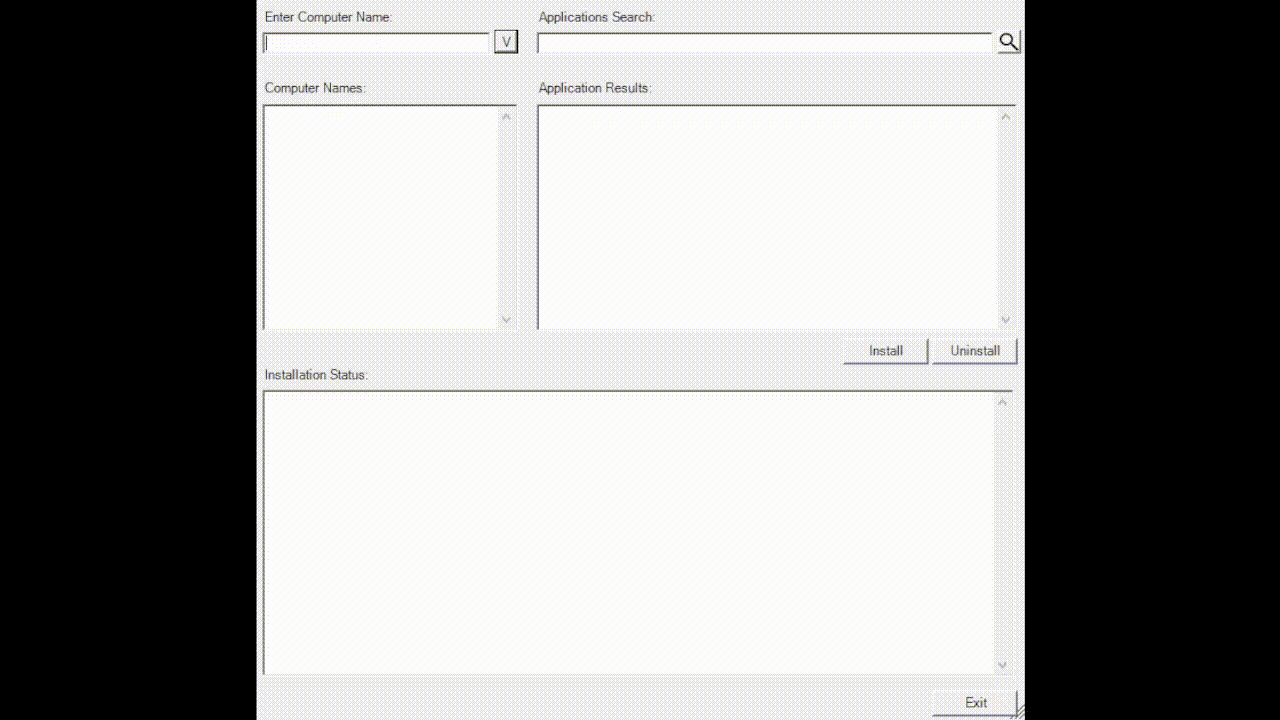 Enter Computer Name:
Applications Search:
V
Computer Names:
Application Results:
Install
Uninstall
Installation Status:
Exit